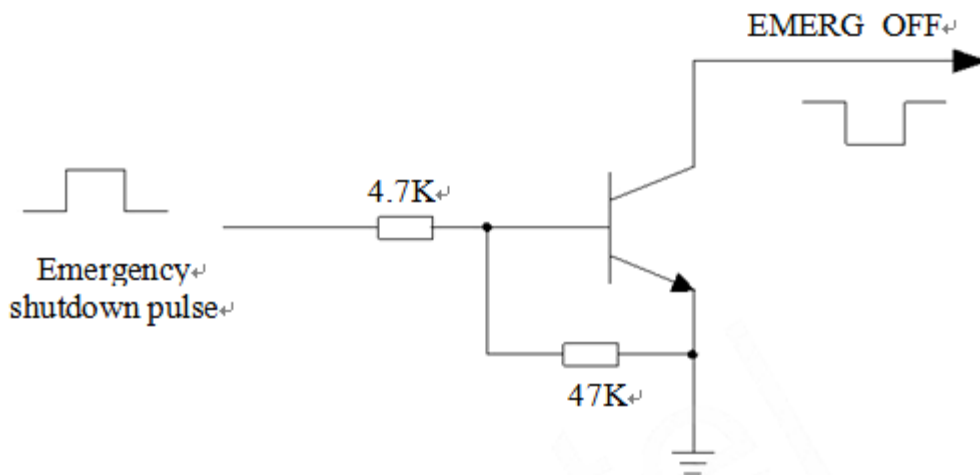 EMERG OFF↵
4.7K↵
Emergency↵
shutdown pulse↵
47K↵